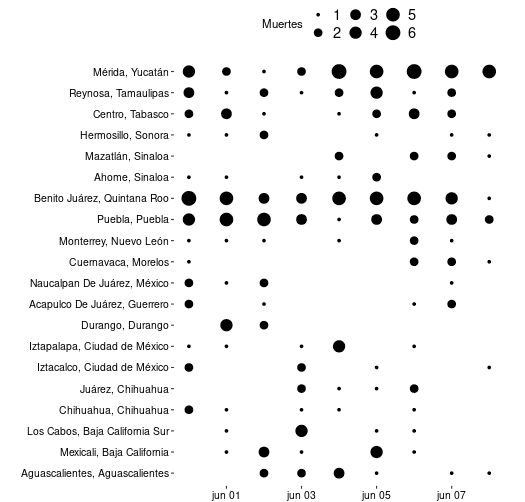 Muertes 1 3 5
2 4 6
Mérida, Yucatán
Reynosa, Tamaulipas
Centro, Tabasco
Hermosillo, Sonora
Mazatlán, Sinaloa
Ahome, Sinaloa
Benito Juárez, Quintana Roo
Puebla, Puebla
Monterrey, Nuevo León
Cuernavaca, Morelos
Naucalpan De Juárez, México
Acapulco De Juárez, Guerrero
Durango, Durango
Iztapalapa, Ciudad de México
Iztacalco, Ciudad de México
Juárez, Chihuahua
Chihuahua, Chihuahua
Los Cabos, Baja California Sur
Mexicali, Baja California
Aguascalientes, Aguascalientes
jun 01 jun 03 jun 05 jun 07